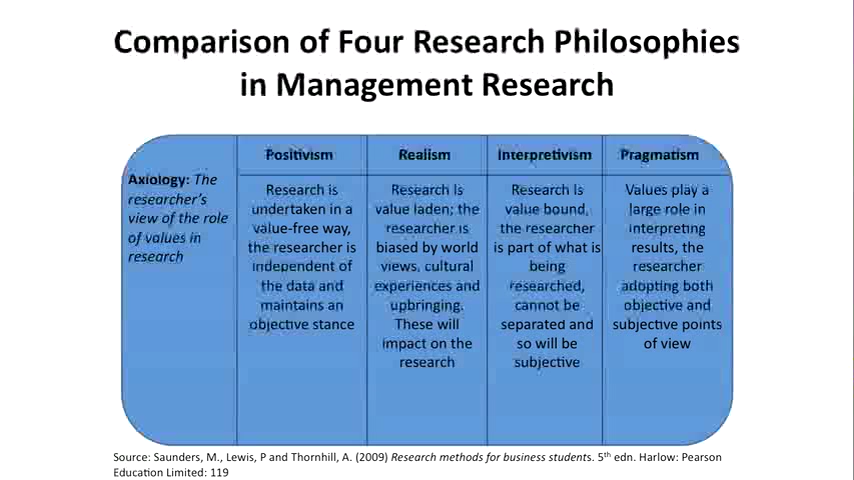 Comparison of Four Research Philosophies
in Management Research
Axiology: The
researcher's
view of the role
of values in
research
Positivism
Research is
undertaken in a
value-free way,
the researcher is
independent of
the data and
maintains an
objective stance
Realism
Research is
value laden; the
researcher is
biased by world
views, cultural
experiences and
upbringing.
These will
impact on the
research
Interpretivism
Research is
value bound,
the researcher
is part of what is
being
researched,
cannot be
separated and
so will be
subjective
Pragmatism
Values play a
large role in
interpreting
results, the
researcher
adopting both
objective and
subjective points
of view
Source: Saunders, M., Lewis, P and Thornhill, A. (2009) Research methods for business students. 5th edn. Harlow: Pearson
Education Limited: 119